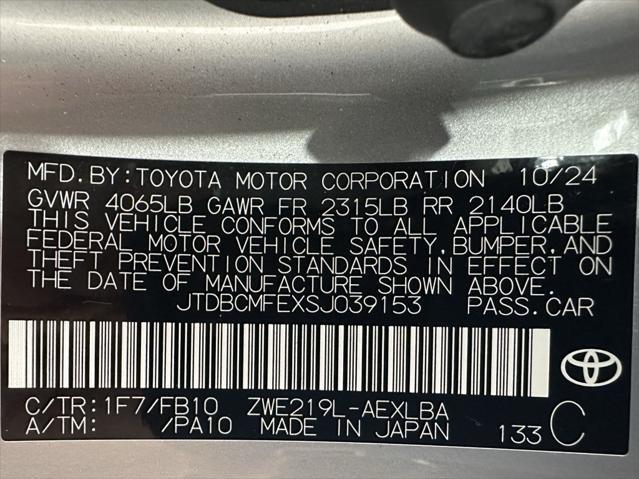 MFD.BY:TOYOTA MOTOR CORPORATION 10/24
GVWR 4065LB GAWR FR 2315LB RR 2140LB
THIS VEHICLE CONFORMS TO ALL APPLICABLE
FEDERAL MOTOR VEHICLE SAFETY,BUMPER,AND
THEFT PREVENTION STANDARDS IN EFFECT ON
THE DATE OF MANUFACTURE SHOWN ABOVE.
JTDBCMFEXSJ039153 PASS.CAR
C/TR:1F7/FB10 ZWE219L-AEXLBA
A/TM: /PA10 MADE IN JAPAN 133 C